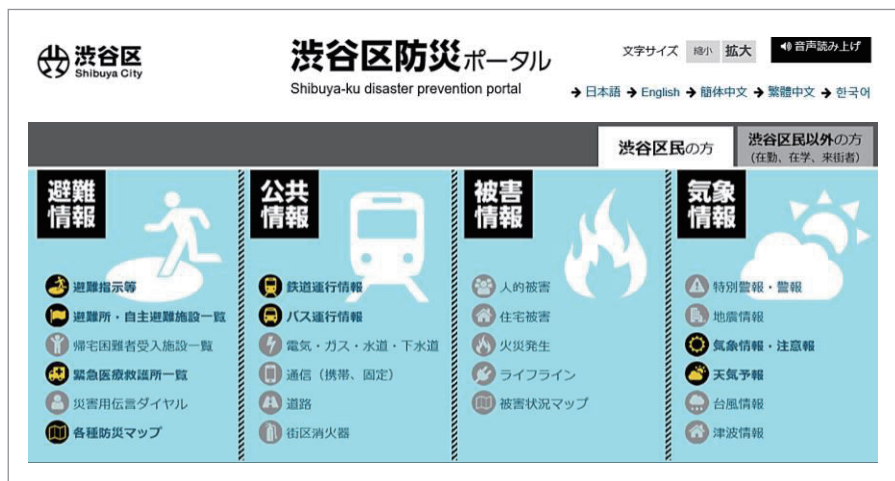 渋谷区
Shibuya City
渋谷区防災ポータル
Shibuya-ku disaster prevention portal
文字サイズ 縮小 拡大 音声読み上げ
日本語 English 簡体中文 繁體中文 한국어
渋谷区民の方
渋谷区民以外の方
(在勤、在学、来街者)
避難
情報
避難指示等
避難所・自主避難施設一覧
帰宅困難者受入施設一覧
緊急医療救護所一覧
災害用伝言ダイヤル
各種防災マップ
公共
情報
鉄道運行情報
バス運行情報
電気・ガス・水道・下水道
通信(携帯、固定)
道路
街区消火器
被害
情報
人的被害
住宅被害
火災発生
ライフライン
被害状況マップ
気象
情報
特別警報・警報
地震情報
気象情報・注意報
天気予報
台風情報
津波情報